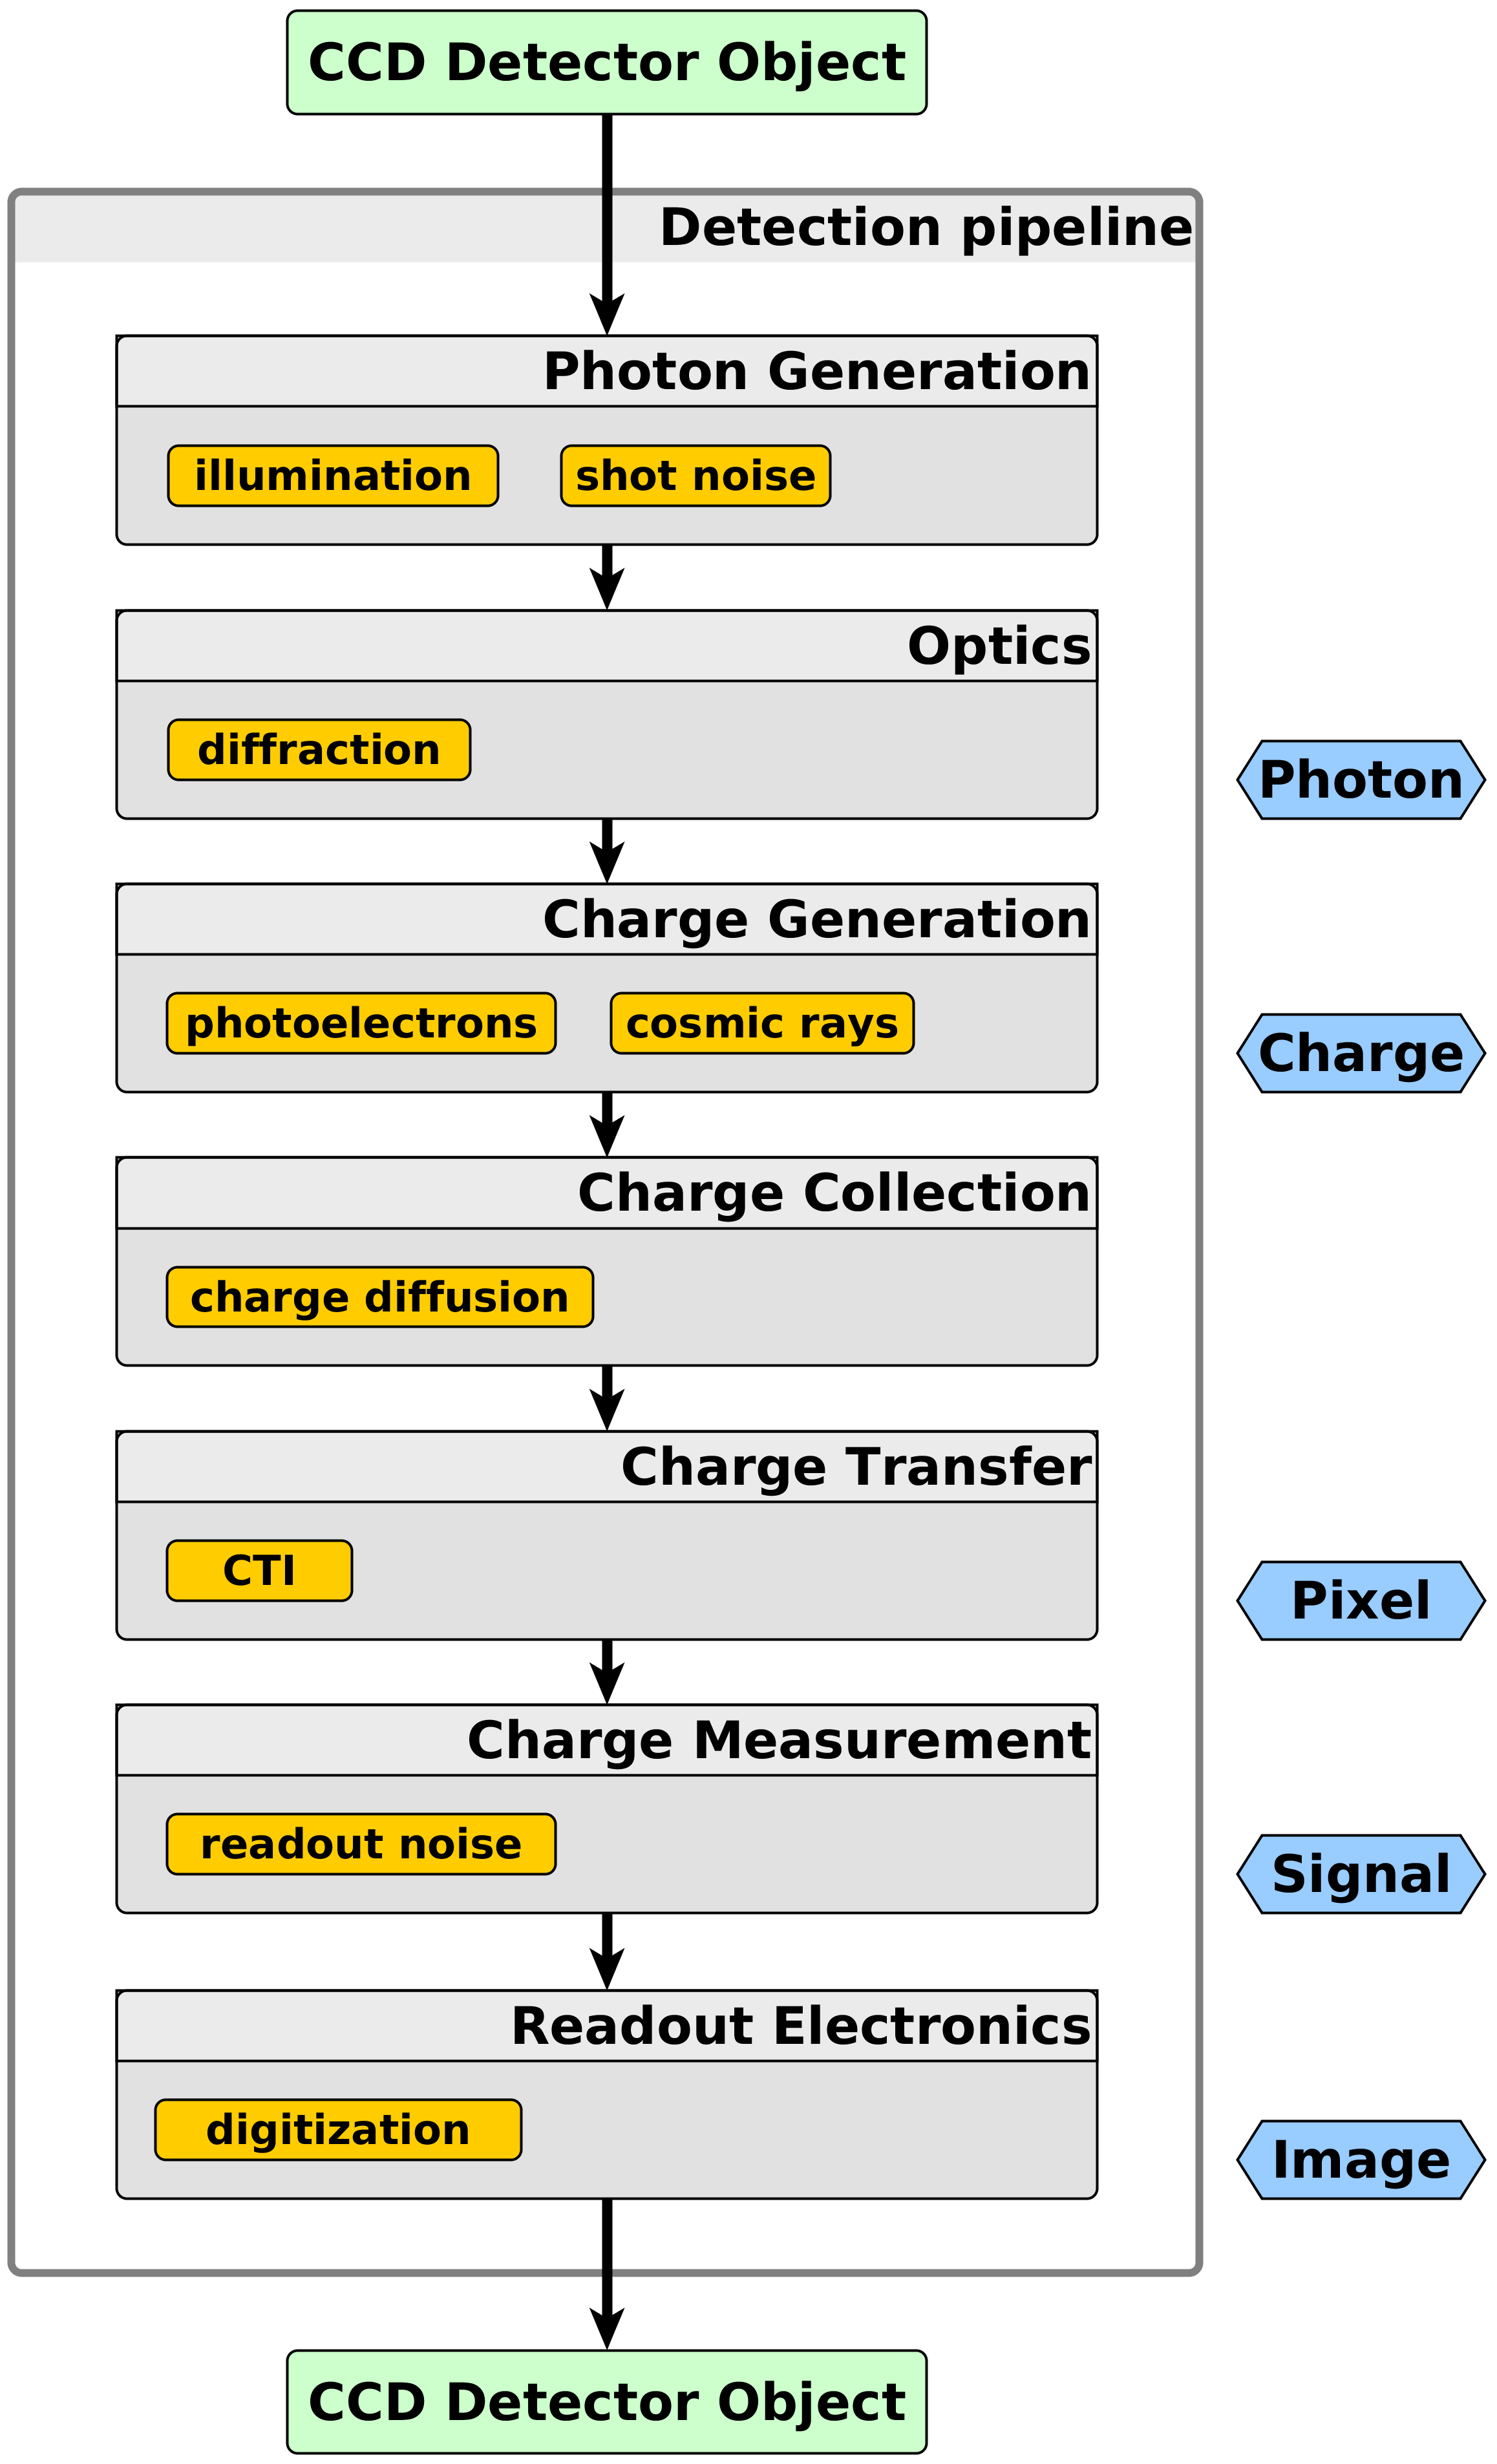 CCD Detector Object
Detection pipeline
Photon Generation
illumination
shot noise
Optics
diffraction
Photon
Charge Generation
photoelectrons
cosmic rays
Charge
Charge Collection
charge diffusion
Charge Transfer
CTI
Pixel
Charge Measurement
readout noise
Signal
Readout Electronics
digitization
Image
CCD Detector Object